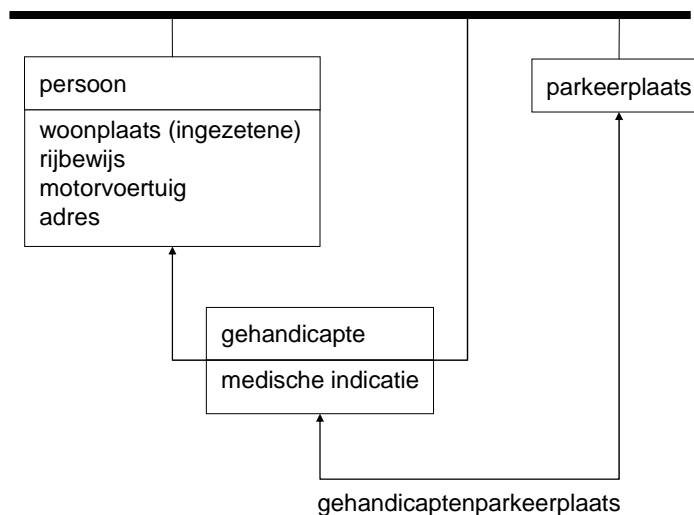 persoon
woonplaats (ingezetene)
rijbewijs
motorvoertuig
adres
parkeerplaats
gehandicapte
medische indicatie
gehandicaptenparkeerplaats